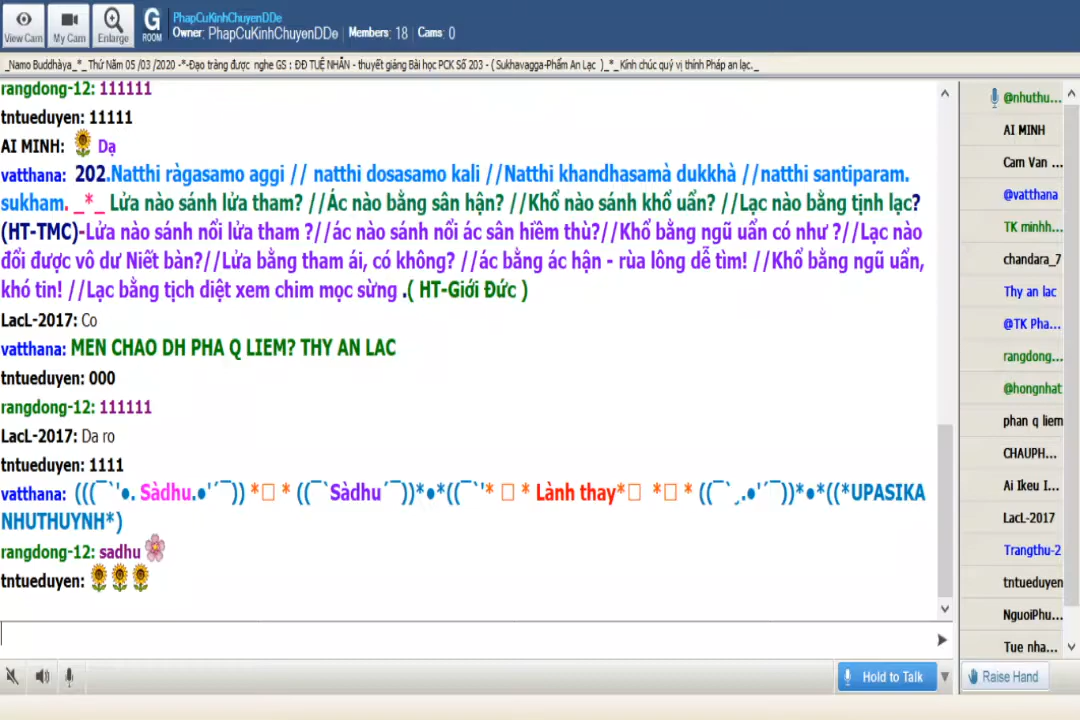 View Cam
My Cam
Enlarge
G
ROOM
PhapCuKinhChuyenDDe
Owner: PhapCuKinhChuyenDDe Members: 18 Cams: 0
_Namo Buddhàya_*_ Thứ Năm 05 /03 /2020 -*-Đạo tràng được nghe GS : ĐĐ TUỆ NHẪN - thuyết giảng Bài học PCK Số 203 - ( Sukhavagga-Phẩm An Lạc )_*_ Kính chúc quý vị thính Pháp an lạc._
rangdong-12: 111111
tntueduyen: 11111
AI MINH: Dạ
vatthana: 202.Natthi ràgasamo aggi // natthi dosasamo kali //Natthi khandhasamà dukkhà //natthi santiparam.
sukham. _*_ Lửa nào sánh lửa tham? //Ác nào bằng sân hận? //Khổ nào sánh khổ uẩn? //Lạc nào bằng tịnh lạc?
(HT-TMC)-Lửa nào sánh nổi lửa tham ?//ác nào sánh nổi ác sân hiềm thù?//Khổ bằng ngũ uẩn có như ?//Lạc nào
đổi được vô dư Niết bàn?//Lửa bằng tham ái, có không? //ác bằng ác hận - rùa lông dễ tìm! //Khổ bằng ngũ uẩn,
khó tin! //Lạc bằng tịch diệt xem chim mọc sừng .( HT-Giới Đức )
LacL-2017: Co
vatthana: MEN CHAO DH PHA Q LIEM? THY AN LAC
tntueduyen: 000
rangdong-12: 111111
LacL-2017: Da ro
tntueduyen: 1111
vatthana: (((¯`'●. Sàdhu.●'´¯)) *▯ * ((¯`Sàdhu´¯))*●*((¯`'* ▯ * Lành thay*▯ *▯ * ((¯`¸.●'´¯))*●*((*UPASIKA
NHUTHUYNH*)
rangdong-12: sadhu
tntueduyen:
@nhuthu...
AI MINH
Cam Van ...
@vatthana
TK minhh...
chandara_7
Thy an lac
@TK Pha...
rangdong...
@hongnhat
phan q liem
CHAUPH...
Ai Ikeu I...
LacL-2017
Trangthu-2
tntueduyen
NguoiPhu...
Tue nha...
Hold to Talk
Raise Hand